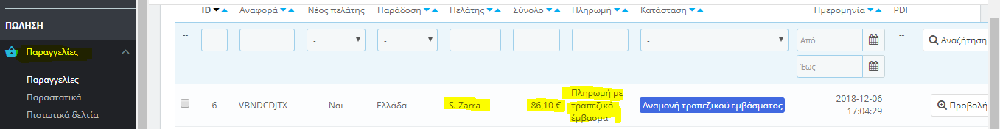 ID Αναφορά Νέος πελάτης Παράδοση Πελάτης Σύνολο Πληρωμή Κατάσταση Ημερομηνία PDF
ΠΩΛΗΣΗ
-- - - - Από -- Αναζήτηση
Παραγγελίες
Έως
Παραγγελίες
Παραστατικά
Πιστωτικά δελτία
6 VBNDCDJTX Ναι Ελλάδα S. Zarra 86,10 € Πληρωμή με
τραπεζικό
έμβασμα
Αναμονή τραπεζικού εμβάσματος
2018-12-06
17:04:29
Προβολή